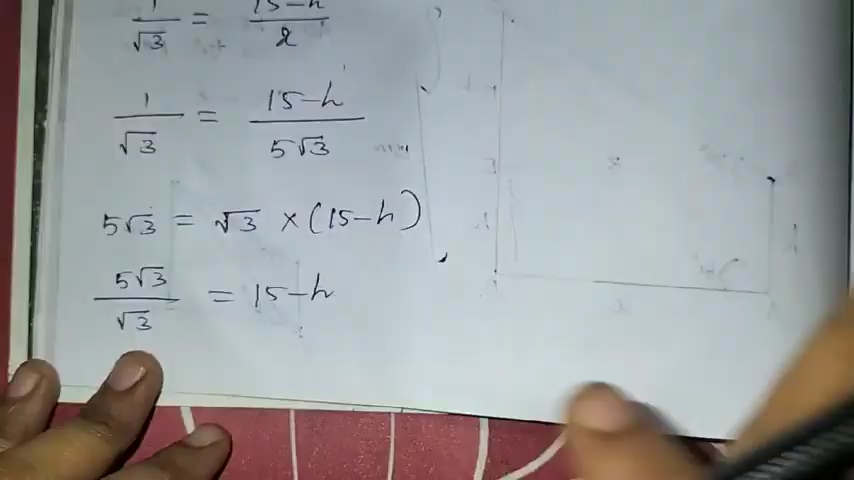 1/√3 = 15-h/x
1/√3 = 15-h/5√3
5√3 = √3 × (15-h)
5√3/√3 = 15-h